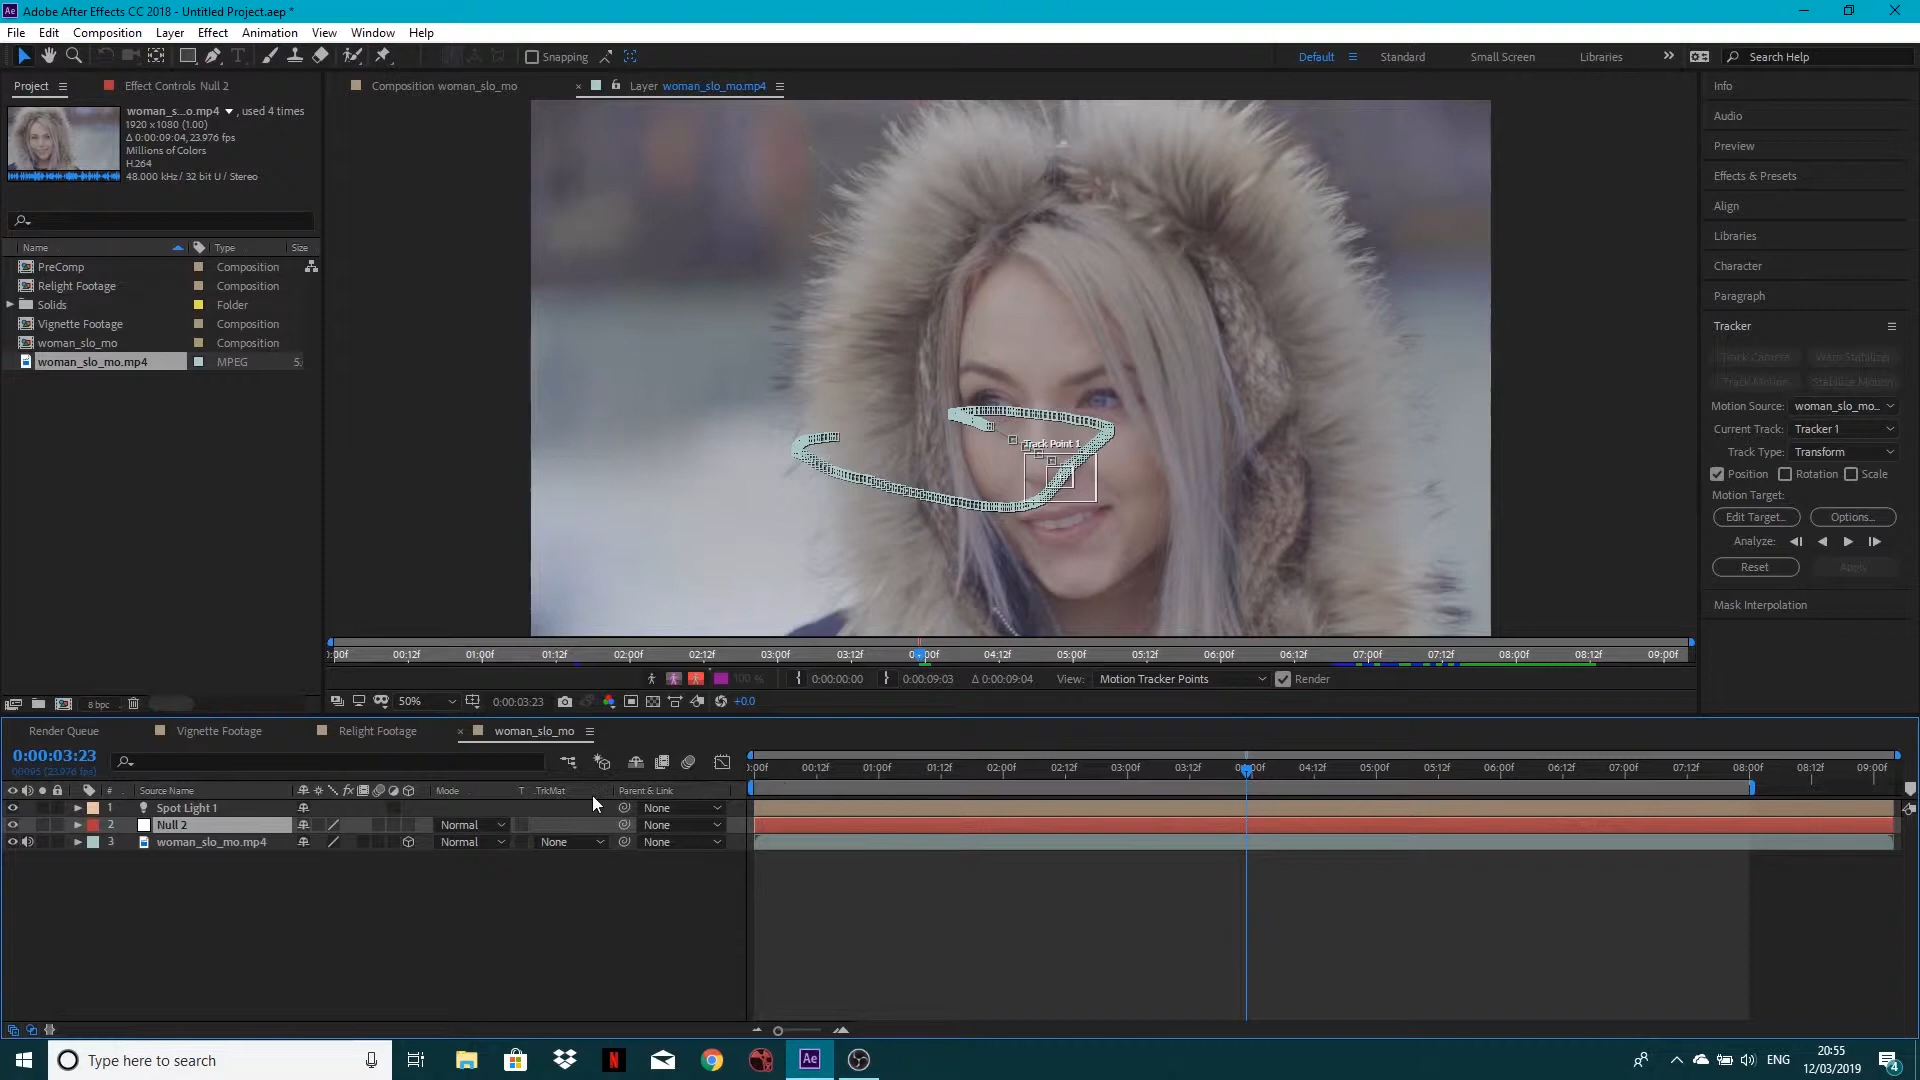 Adobe After Effects CC 2018 - Untitled Project.aep *
File Edit Composition Layer Effect Animation View Window Help
Snapping
Default Standard Small Screen Libraries Search Help
Project Effect Controls Null 2
woman_s...o.mp4 , used 4 times
1920 x1080 (1.00)
Δ 0:00:09:04, 23.976 fps
Millions of Colors
H.264
48.000 kHz / 32 bit U / Stereo
Name Type Size
PreComp Composition
Relight Footage Composition
Solids Folder
Vignette Footage Composition
woman_slo_mo Composition
woman_slo_mo.mp4 MPEG 5.
8 bpc
Composition woman_slo_mo
Layer woman_slo_mo.mp4
Track Point 1
:00f 00:12f 01:00f 01:12f 02:00f 02:12f 03:00f 03:12f 04:00f 04:12f 05:00f 05:12f 06:00f 06:12f 07:00f 07:12f 08:00f 08:12f 09:00f
100 % 0:00:00:00 0:00:09:03 Δ 0:00:09:04 View: Motion Tracker Points Render
50% 0:00:03:23 +0.0
Info
Audio
Preview
Effects & Presets
Align
Libraries
Character
Paragraph
Tracker
Track Camera Warp Stabilizer
Track Motion Stabilize Motion
Motion Source: woman_slo_mo...
Current Track: Tracker 1
Track Type: Transform
Position Rotation Scale
Motion Target:
Edit Target... Options...
Analyze:
Reset Apply
Mask Interpolation
Render Queue Vignette Footage Relight Footage woman_slo_mo
0:00:03:23
00095 (23.976 fps)
:00f 00:12f 01:00f 01:12f 02:00f 02:12f 03:00f 03:12f 04:00f 04:12f 05:00f 05:12f 06:00f 06:12f 07:00f 07:12f 08:00f 08:12f 09:00f
# Source Name Mode T TrkMat Parent & Link
1 Spot Light 1 None
2 Null 2 Normal None
3 woman_slo_mo.mp4 Normal None None
Type here to search
Ae
ENG
20:55
12/03/2019
4